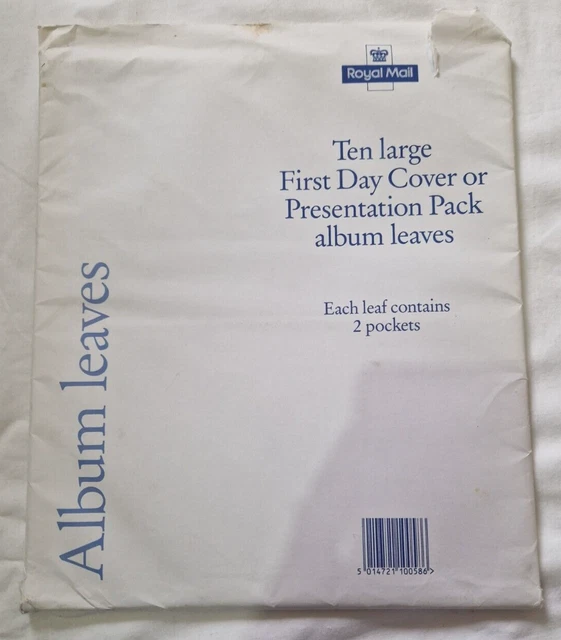 Royal Mail
Ten large
First Day Cover or
Presentation Pack
album leaves
Each leaf contains
2 pockets
Album leaves
5 014721 100586 >